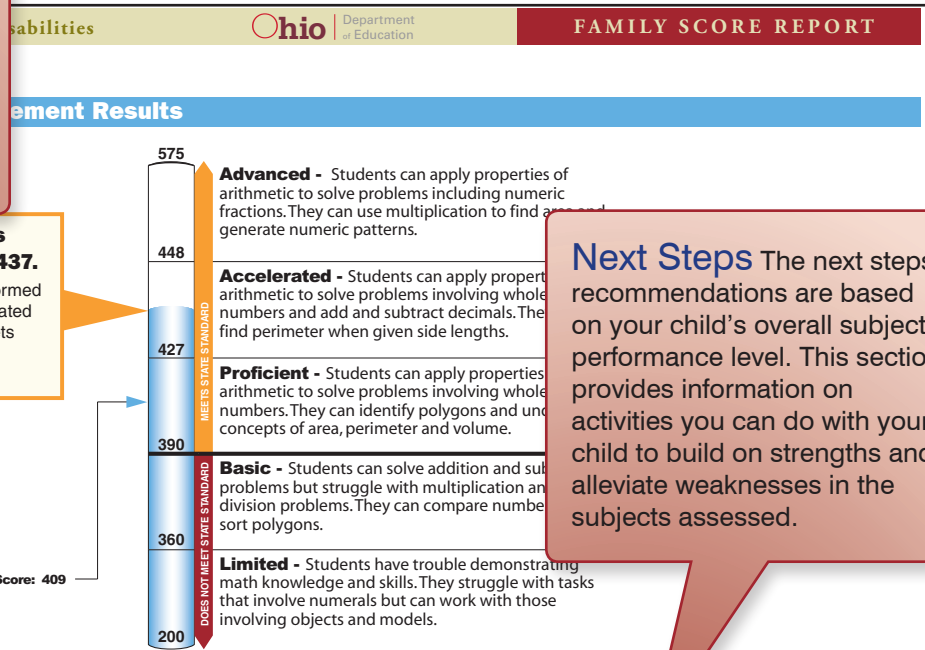 sabilities
Ohio Department of Education
FAMILY SCORE REPORT
ement Results
575
Advanced - Students can apply properties of
arithmetic to solve problems including numeric
fractions. They can use multiplication to find area and
generate numeric patterns.
448
Accelerated - Students can apply propert
arithmetic to solve problems involving whole
numbers and add and subtract decimals. The
find perimeter when given side lengths.
427
Proficient - Students can apply properties
arithmetic to solve problems involving whole
numbers. They can identify polygons and und
concepts of area, perimeter and volume.
390
Basic - Students can solve addition and sub
problems but struggle with multiplication an
division problems. They can compare numbe
sort polygons.
360
Limited - Students have trouble demonstrating
math knowledge and skills. They struggle with tasks
that involve numerals but can work with those
involving objects and models.
200
MEETS STATE STANDARD
DOES NOT MEET STATE STANDARD
s
437.
ormed
ated
ts
Score: 409
Next Steps The next steps
recommendations are based
on your child's overall subject
performance level. This sectio
provides information on
activities you can do with your
child to build on strengths and
alleviate weaknesses in the
subjects assessed.